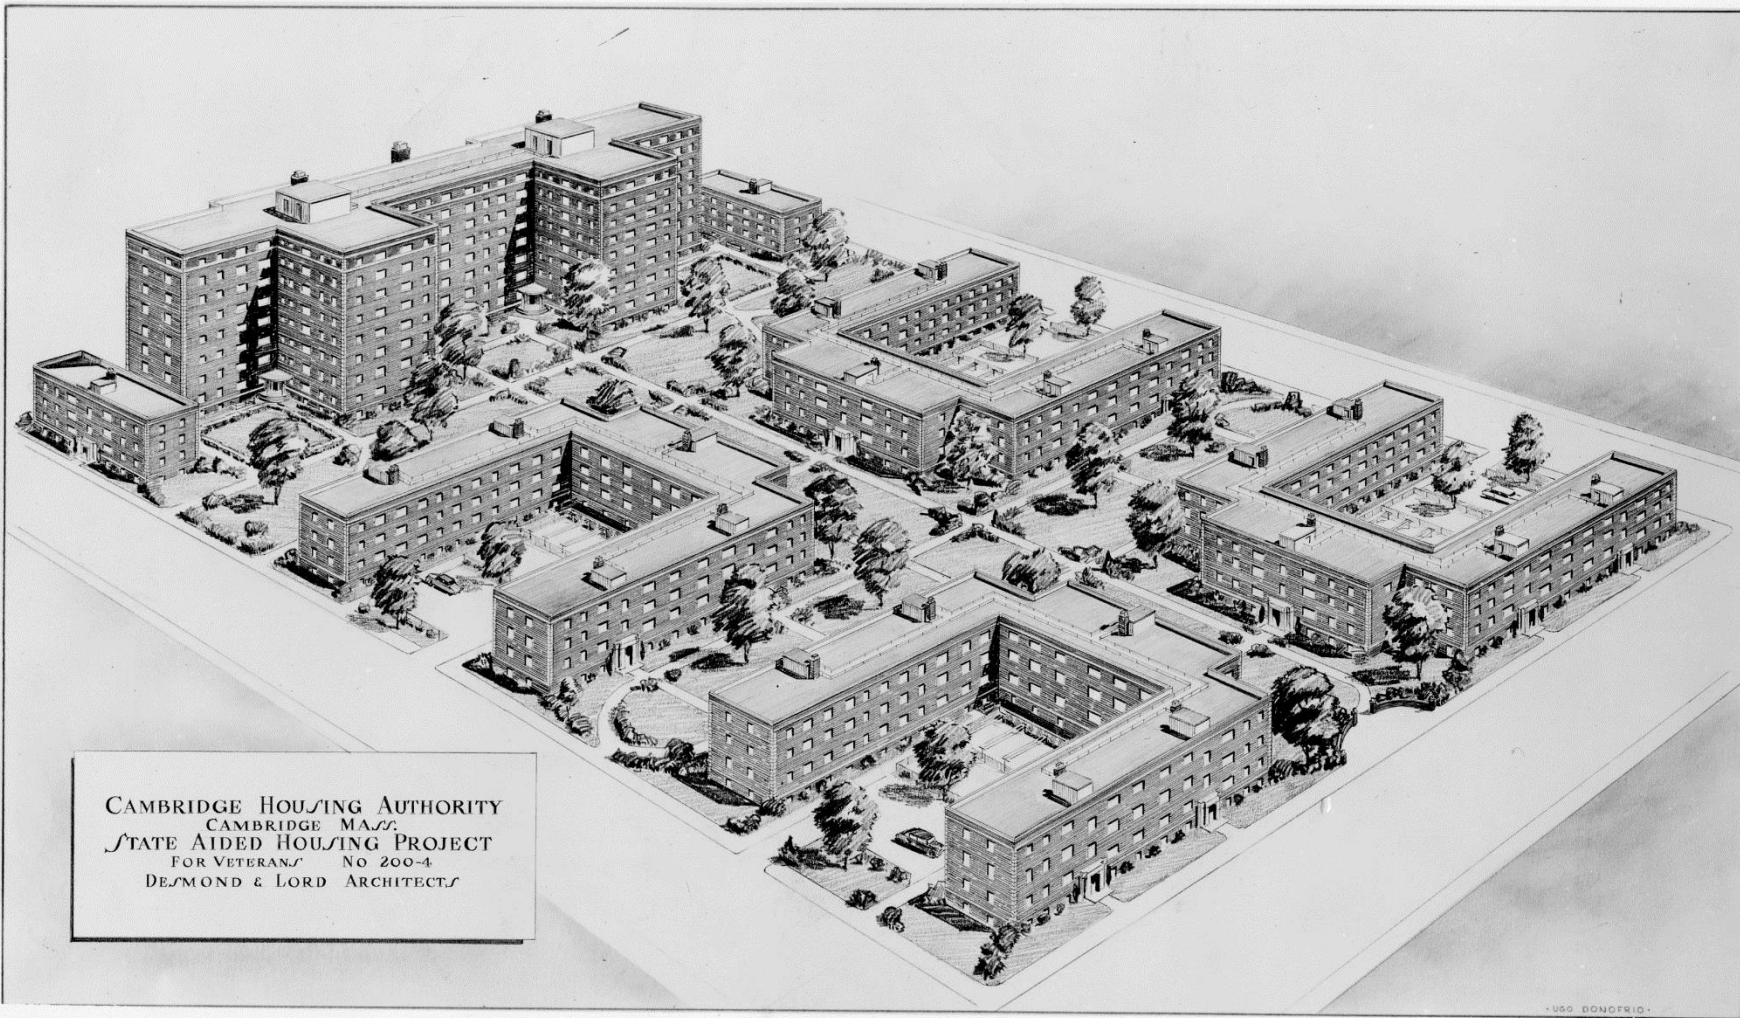 CAMBRIDGE HOUSING AUTHORITY
CAMBRIDGE MASS.
STATE AIDED HOUSING PROJECT
FOR VETERANS NO 200-4
DESMOND & LORD ARCHITECTS
·UGO DONOFRIO·